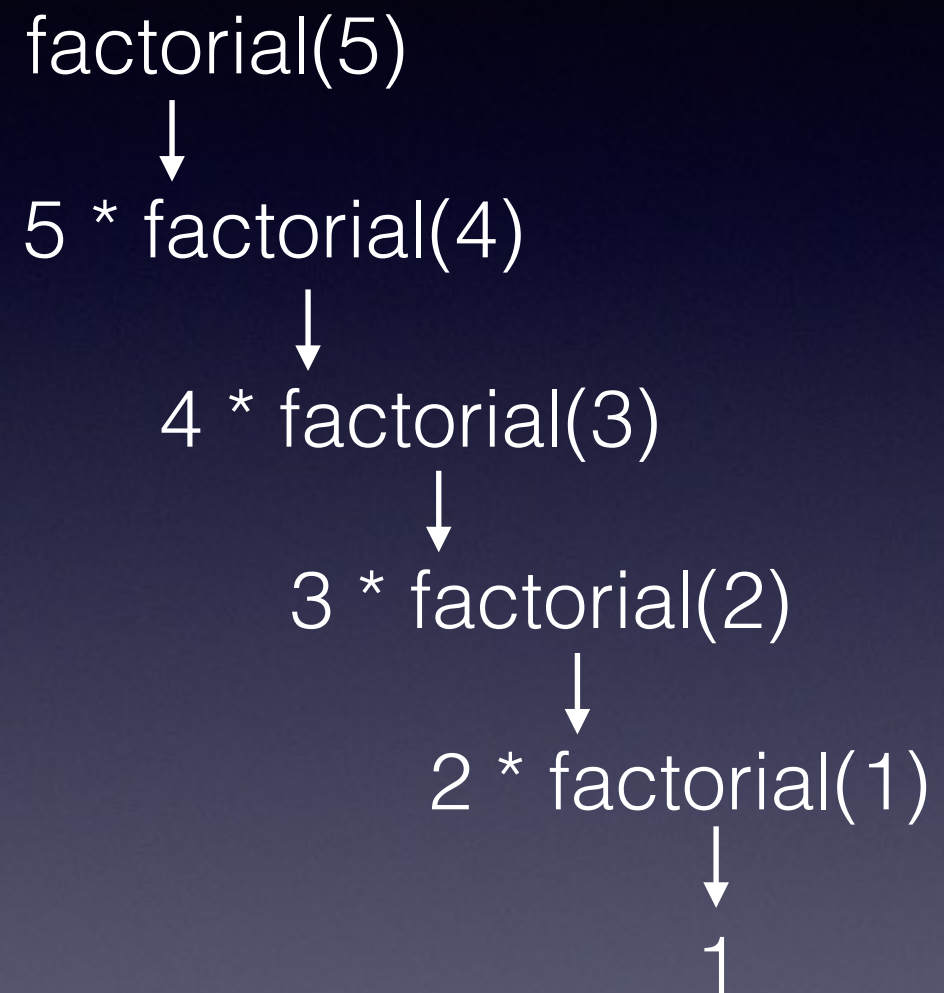 factorial(5)
5 * factorial(4)
4 * factorial(3)
3 * factorial(2)
2 * factorial(1)
1